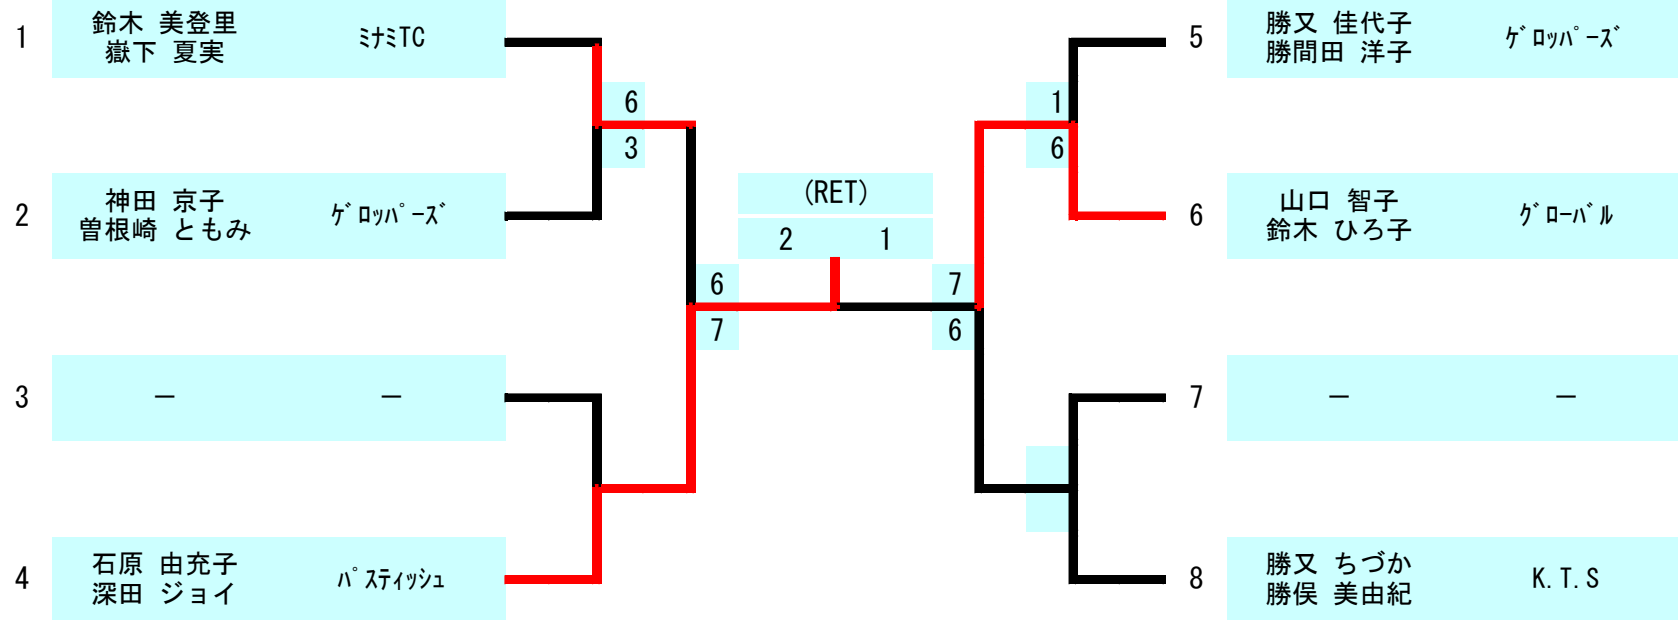 1
鈴木 美登里
嶽下 夏実
ﾐﾅﾐTC
6
3
2
神田 京子
曽根崎 ともみ
ｹﾞﾛｯﾊﾟｰｽﾞ
3
－ －
4
石原 由充子
深田 ジョイ
ﾊﾟｽﾃｨｯｼｭ
6
7
(RET)
2 1
7
6
1
6
5
勝又 佳代子
勝間田 洋子
ｹﾞﾛｯﾊﾟｰｽﾞ
6
山口 智子
鈴木 ひろ子
ｸﾞﾛｰﾊﾞﾙ
7
－ －
8
勝又 ちづか
勝俣 美由紀
K.T.S